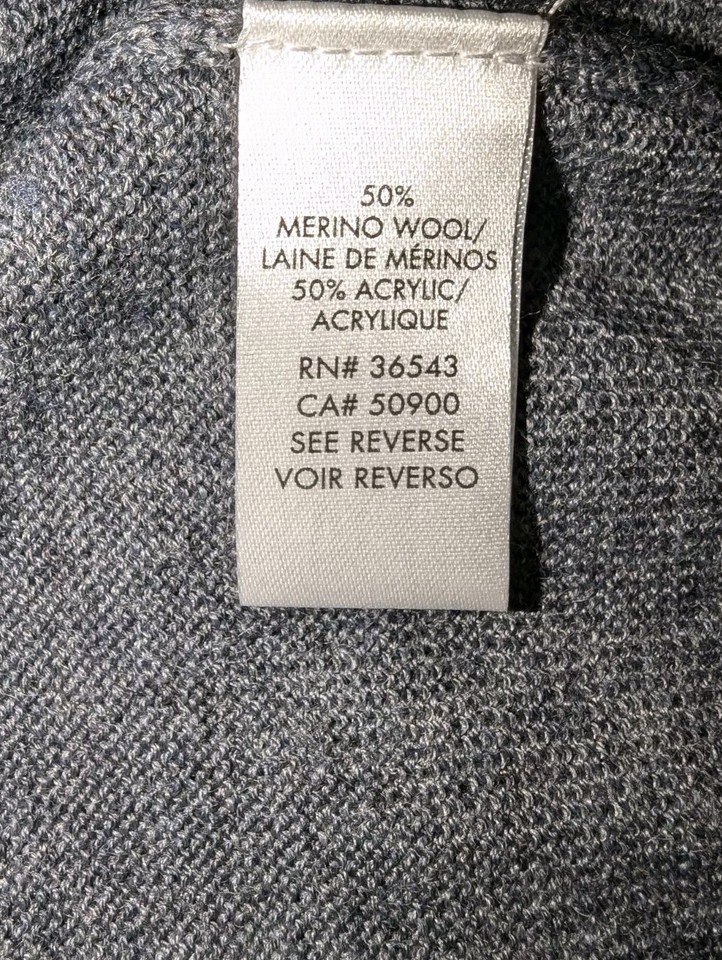 50%
MERINO WOOL/
LAINE DE MÉRINOS
50% ACRYLIC/
ACRYLIQUE
RN# 36543
CA# 50900
SEE REVERSE
VOIR REVERSO